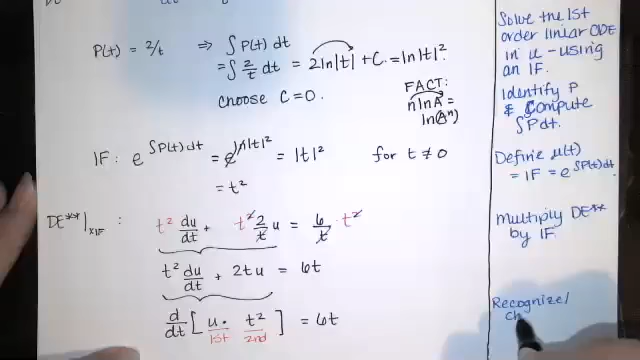 P(t) = 2/t ⇒ ∫P(t) dt
= ∫ 2/t dt = 2 ln|t| + C = ln|t|²
choose C = 0.
FACT:
n ln A =
ln(Aⁿ)
IF: e^(∫P(t)dt) = e^(ln|t|²) = |t|² for t ≠ 0
= t²
DE**|ₓIF : t² du/dt + t² 2/t u = 6/t · t²
t² du/dt + 2tu = 6t
d/dt [ u · t² ] = 6t
1st 2nd
Solve the 1st
order linear ODE
in u - using
an IF.
Identify P
& Compute
∫Pdt.
Define μ(t)
= IF = e^(∫P(t)dt).
Multiply DE**
by IF.
Recognize/